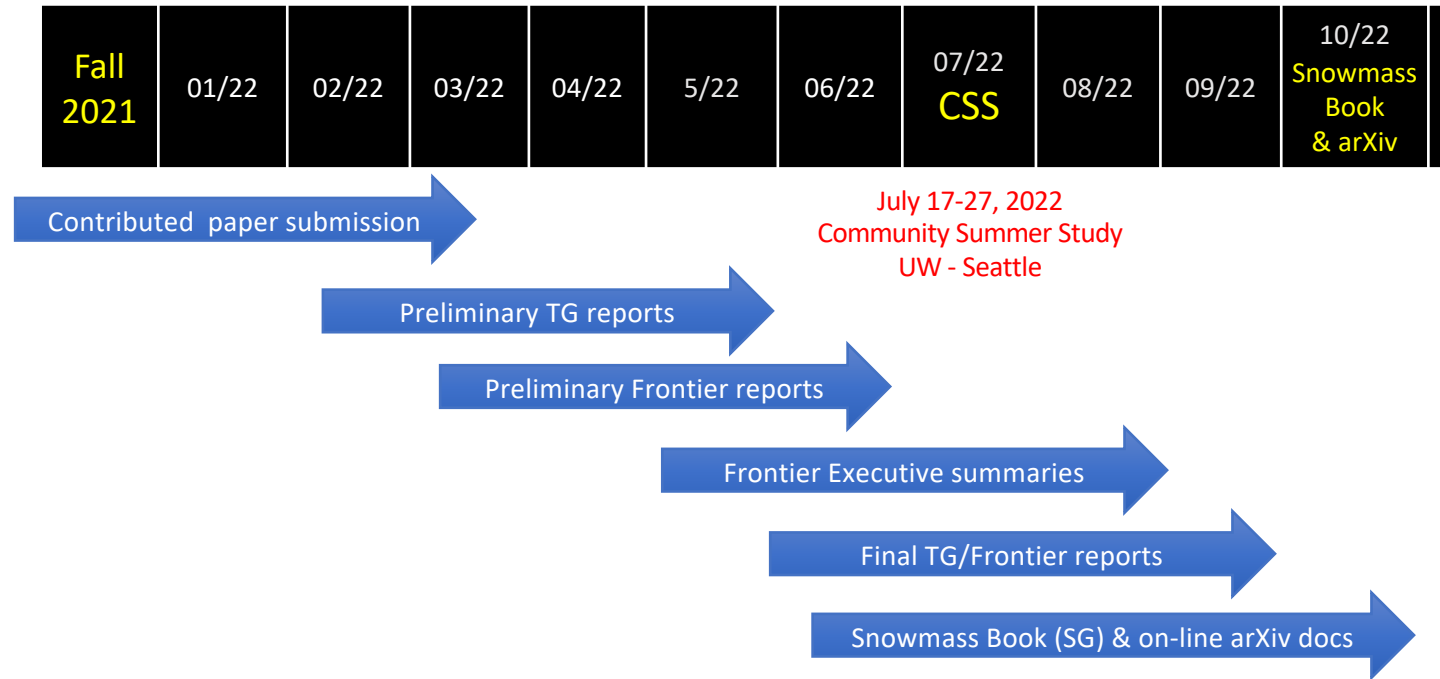 Fall
2021
01/22
02/22
03/22
04/22
5/22
06/22
07/22
CSS
08/22
09/22
10/22
Snowmass
Book
& arXiv
Contributed paper submission
July 17-27, 2022
Community Summer Study
UW - Seattle
Preliminary TG reports
Preliminary Frontier reports
Frontier Executive summaries
Final TG/Frontier reports
Snowmass Book (SG) & on-line arXiv docs